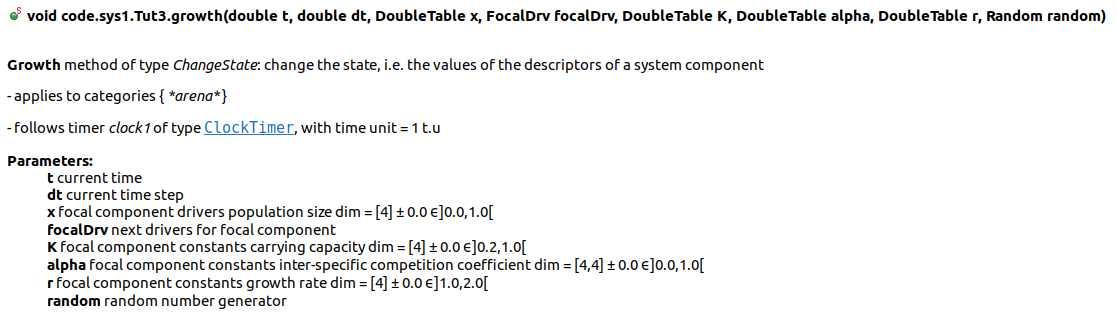 S void code.sys1.Tut3.growth(double t, double dt, DoubleTable x, FocalDrv focalDrv, DoubleTable K, DoubleTable alpha, DoubleTable r, Random random)
Growth method of type ChangeState: change the state, i.e. the values of the descriptors of a system component
- applies to categories { *arena*}
- follows timer clock1 of type ClockTimer, with time unit = 1 t.u
Parameters:
t current time
dt current time step
x focal component drivers population size dim = [4] ± 0.0 ∈]0.0,1.0[
focalDrv next drivers for focal component
K focal component constants carrying capacity dim = [4] ± 0.0 ∈]0.2,1.0[
alpha focal component constants inter-specific competition coefficient dim = [4,4] ± 0.0 ∈]0.0,1.0[
r focal component constants growth rate dim = [4] ± 0.0 ∈]1.0,2.0[
random random number generator